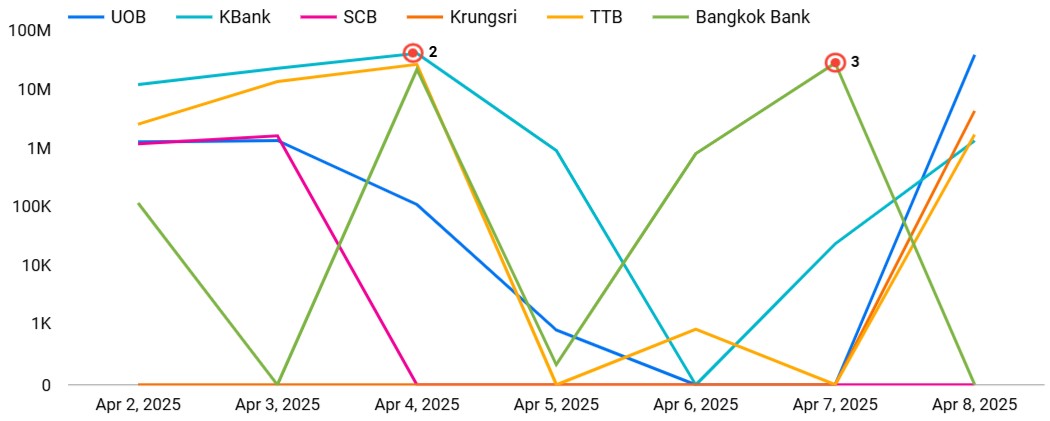 UOB KBank SCB Krungsri TTB Bangkok Bank
100M
2
3
10M
1M
100K
10K
1K
0
Apr 2, 2025 Apr 3, 2025 Apr 4, 2025 Apr 5, 2025 Apr 6, 2025 Apr 7, 2025 Apr 8, 2025